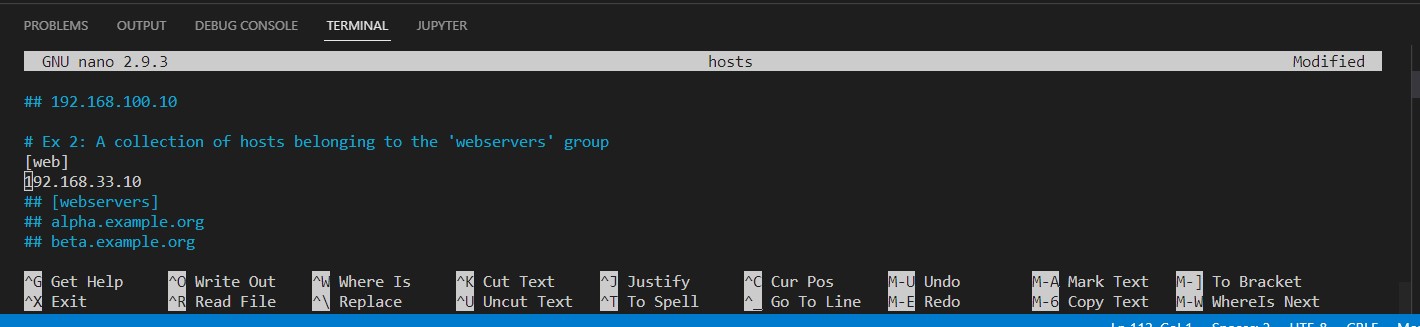 PROBLEMS OUTPUT DEBUG CONSOLE TERMINAL JUPYTER
GNU nano 2.9.3 hosts Modified
## 192.168.100.10
# Ex 2: A collection of hosts belonging to the 'webservers' group
[web]
192.168.33.10
## [webservers]
## alpha.example.org
## beta.example.org
^G Get Help ^O Write Out ^W Where Is ^K Cut Text ^J Justify ^C Cur Pos M-U Undo M-A Mark Text M-] To Bracket
^X Exit ^R Read File ^\ Replace ^U Uncut Text ^T To Spell ^_ Go To Line M-E Redo M-6 Copy Text M-W WhereIs Next